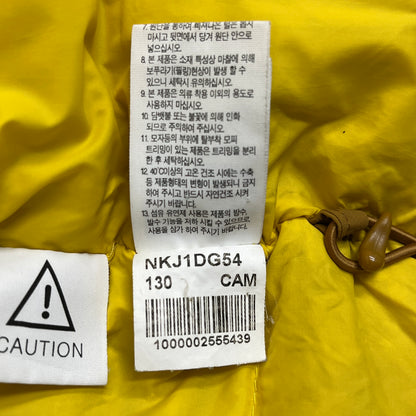 7. 원단을 통하여 삐져나온 털은 뽑지
마시고 뒷면에서 당겨 원단 안으로
넣으십시오.
8. 본 제품은 소재 특성상 마찰에 의해
보푸라기(필링)현상이 발생할 수
있으니 세탁시 유의하십시오.
9. 본 제품은 의류 착용 이외의 용도로
사용하지 마십시오.
10. 담뱃불 또는 불꽃에 의해 인화
되므로 주의하여 주십시오.
11. 모자등의 부위에 탈부착 모피
트리밍이 있는 제품은 트리밍을 분리
한 후 세탁하십시오.
12. 40℃이상의 고온 건조 시에는 수축
등 제품형태의 변형이 발생되니 금지하
여 주시고 반드시 자연건조 시켜
주시기 바랍니다.
13. 섬유 유연제 사용은 제품의 방수,
발수 기능을 저하 시킬 수 있으므로
사용을 삼가하여 주시기 바랍니다.
NKJ1DG54
130 CAM
1000002555439
CAUTION